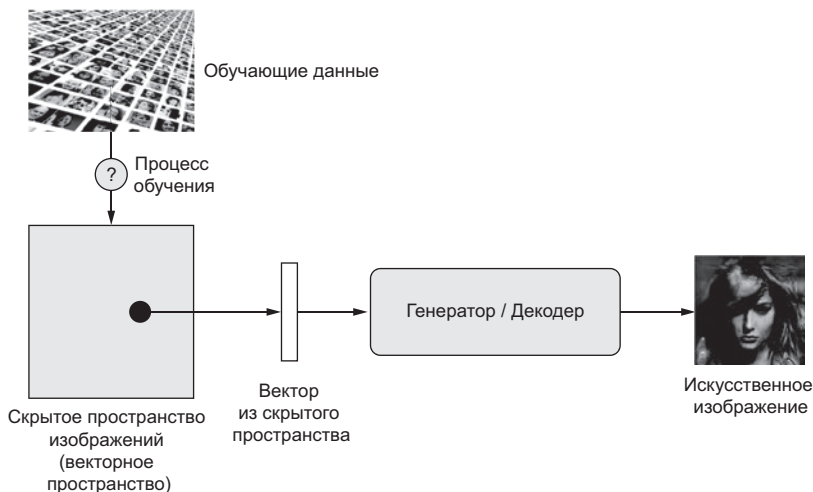 Обучающие данные
?
Процесс
обучения
Генератор / Декодер
Вектор
из скрытого
пространства
Искусственное
изображение
Скрытое пространство
изображений
(векторное
пространство)